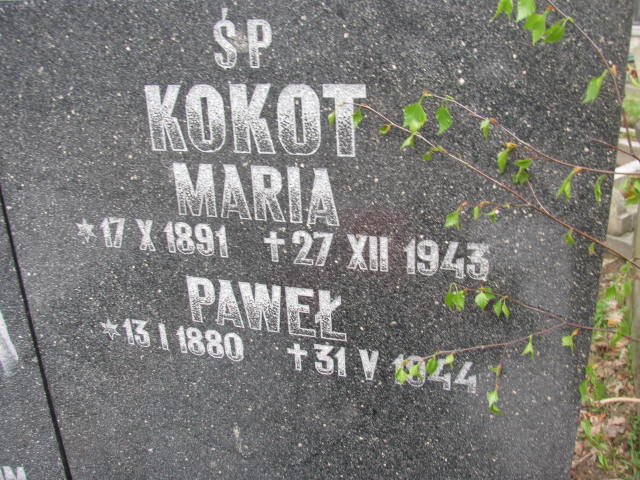 ŚP
KOKOT
MARIA
*17 X 1891 +27 XII 1943
PAWEŁ
*13 I 1880 +31 V 1944